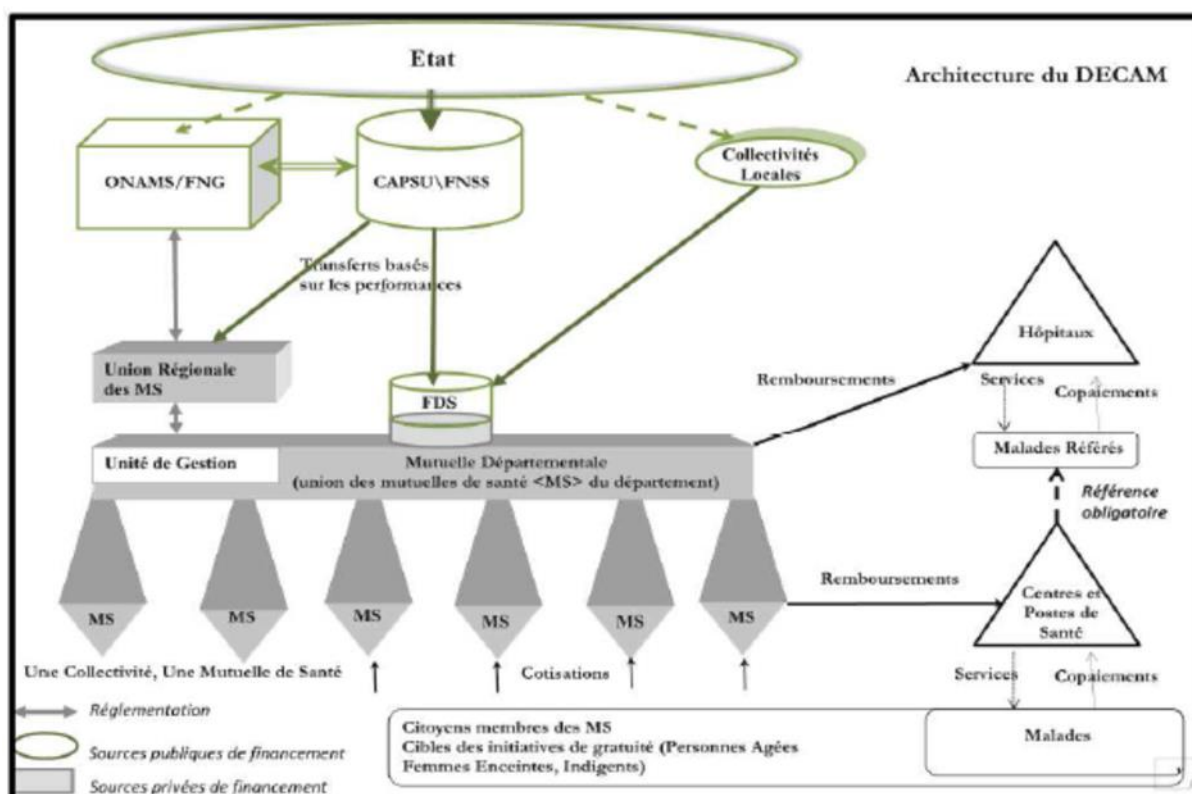 Etat
Architecture du DECAM
ONAMS/FNG
CAPSU\FNSS
Collectivités
Locales
Transferts basés
sur les performances
Union Régionale
des MS
FDS
Unité de Gestion
Mutuelle Départementale
(union des mutuelles de santé <MS> du département)
Remboursements
Hôpitaux
Services
Copaiements
Malades Référés
Référence
obligatoire
MS
MS
MS
MS
MS
MS
Remboursements
Centres et
Postes de
Santé
Une Collectivité, Une Mutuelle de Santé
Cotisations
Services
Copaiements
Réglementation
Sources publiques de financement
Sources privées de financement
Citoyens membres des MS
Cibles des initiatives de gratuité (Personnes Agées
Femmes Enceintes, Indigents)
Malades